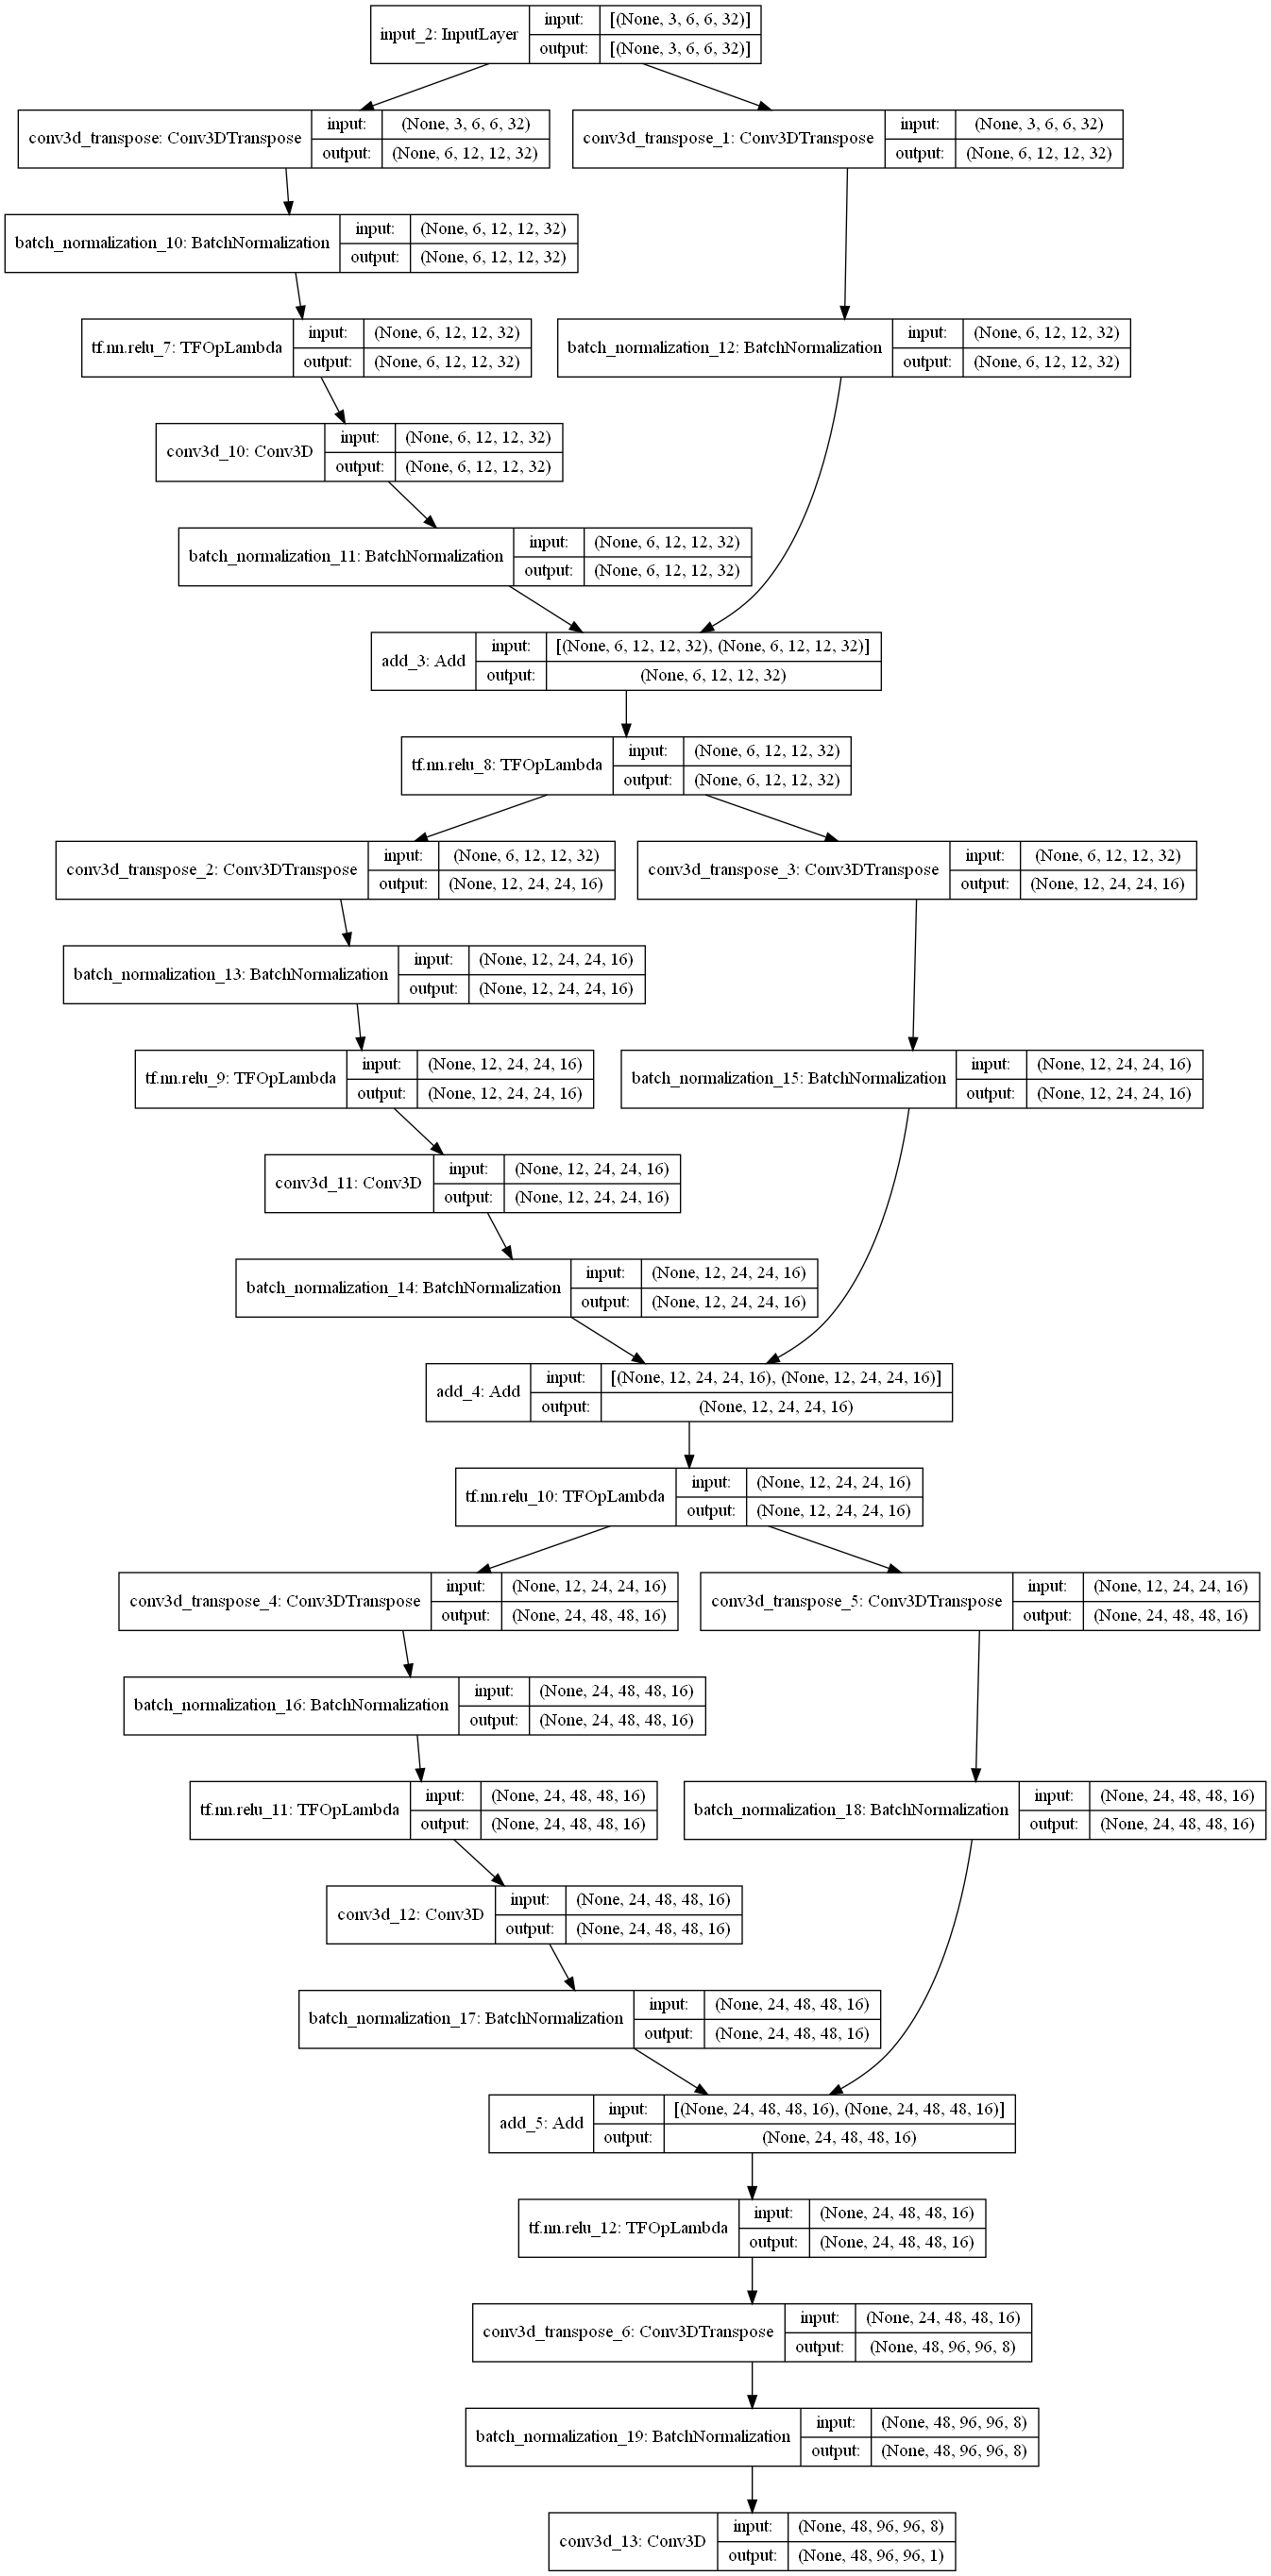 input_2: InputLayer
input: [(None, 3, 6, 6, 32)]
output: [(None, 3, 6, 6, 32)]
conv3d_transpose: Conv3DTranspose
input: (None, 3, 6, 6, 32)
output: (None, 6, 12, 12, 32)
conv3d_transpose_1: Conv3DTranspose
input: (None, 3, 6, 6, 32)
output: (None, 6, 12, 12, 32)
batch_normalization_10: BatchNormalization
input: (None, 6, 12, 12, 32)
output: (None, 6, 12, 12, 32)
tf.nn.relu_7: TFOpLambda
input: (None, 6, 12, 12, 32)
output: (None, 6, 12, 12, 32)
batch_normalization_12: BatchNormalization
input: (None, 6, 12, 12, 32)
output: (None, 6, 12, 12, 32)
conv3d_10: Conv3D
input: (None, 6, 12, 12, 32)
output: (None, 6, 12, 12, 32)
batch_normalization_11: BatchNormalization
input: (None, 6, 12, 12, 32)
output: (None, 6, 12, 12, 32)
add_3: Add
input: [(None, 6, 12, 12, 32), (None, 6, 12, 12, 32)]
output: (None, 6, 12, 12, 32)
tf.nn.relu_8: TFOpLambda
input: (None, 6, 12, 12, 32)
output: (None, 6, 12, 12, 32)
conv3d_transpose_2: Conv3DTranspose
input: (None, 6, 12, 12, 32)
output: (None, 12, 24, 24, 16)
conv3d_transpose_3: Conv3DTranspose
input: (None, 6, 12, 12, 32)
output: (None, 12, 24, 24, 16)
batch_normalization_13: BatchNormalization
input: (None, 12, 24, 24, 16)
output: (None, 12, 24, 24, 16)
tf.nn.relu_9: TFOpLambda
input: (None, 12, 24, 24, 16)
output: (None, 12, 24, 24, 16)
batch_normalization_15: BatchNormalization
input: (None, 12, 24, 24, 16)
output: (None, 12, 24, 24, 16)
conv3d_11: Conv3D
input: (None, 12, 24, 24, 16)
output: (None, 12, 24, 24, 16)
batch_normalization_14: BatchNormalization
input: (None, 12, 24, 24, 16)
output: (None, 12, 24, 24, 16)
add_4: Add
input: [(None, 12, 24, 24, 16), (None, 12, 24, 24, 16)]
output: (None, 12, 24, 24, 16)
tf.nn.relu_10: TFOpLambda
input: (None, 12, 24, 24, 16)
output: (None, 12, 24, 24, 16)
conv3d_transpose_4: Conv3DTranspose
input: (None, 12, 24, 24, 16)
output: (None, 24, 48, 48, 16)
conv3d_transpose_5: Conv3DTranspose
input: (None, 12, 24, 24, 16)
output: (None, 24, 48, 48, 16)
batch_normalization_16: BatchNormalization
input: (None, 24, 48, 48, 16)
output: (None, 24, 48, 48, 16)
tf.nn.relu_11: TFOpLambda
input: (None, 24, 48, 48, 16)
output: (None, 24, 48, 48, 16)
batch_normalization_18: BatchNormalization
input: (None, 24, 48, 48, 16)
output: (None, 24, 48, 48, 16)
conv3d_12: Conv3D
input: (None, 24, 48, 48, 16)
output: (None, 24, 48, 48, 16)
batch_normalization_17: BatchNormalization
input: (None, 24, 48, 48, 16)
output: (None, 24, 48, 48, 16)
add_5: Add
input: [(None, 24, 48, 48, 16), (None, 24, 48, 48, 16)]
output: (None, 24, 48, 48, 16)
tf.nn.relu_12: TFOpLambda
input: (None, 24, 48, 48, 16)
output: (None, 24, 48, 48, 16)
conv3d_transpose_6: Conv3DTranspose
input: (None, 24, 48, 48, 16)
output: (None, 48, 96, 96, 8)
batch_normalization_19: BatchNormalization
input: (None, 48, 96, 96, 8)
output: (None, 48, 96, 96, 8)
conv3d_13: Conv3D
input: (None, 48, 96, 96, 8)
output: (None, 48, 96, 96, 1)